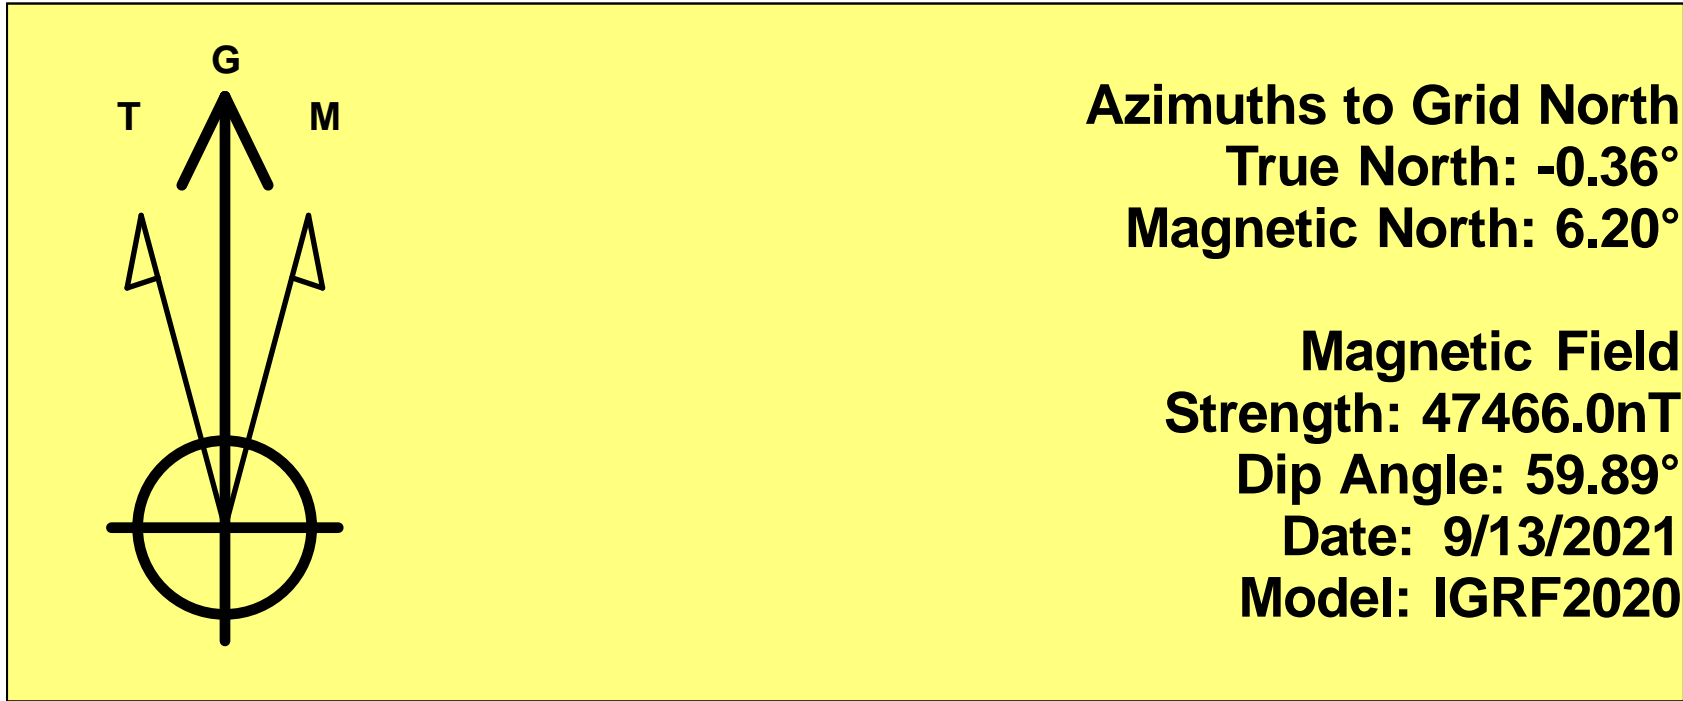 G
T M
Azimuths to Grid North
True North: -0.36°
Magnetic North: 6.20°
Magnetic Field
Strength: 47466.0nT
Dip Angle: 59.89°
Date: 9/13/2021
Model: IGRF2020